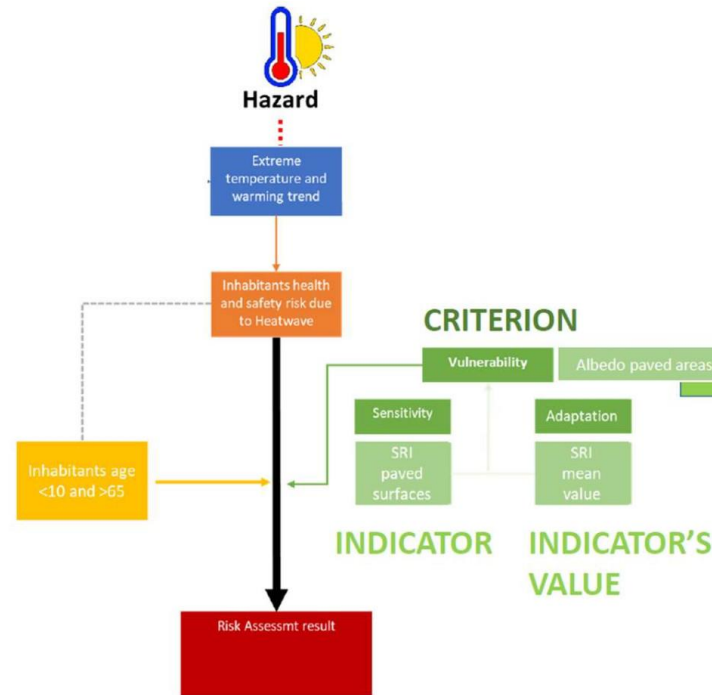 Hazard
Extreme
temperature and
warming trend
Inhabitants health
and safety risk due
to Heatwave
CRITERION
Vulnerability
Albedo paved areas
Sensitivity
Adaptation
SRI
paved
surfaces
SRI
mean
value
Inhabitants age
<10 and >65
INDICATOR
INDICATOR'S
VALUE
Risk Assessmt result